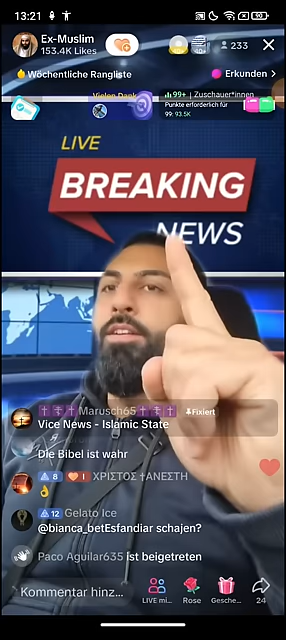 13:21
90
Ex-Muslim
153.4K Likes
233
Wöchentliche Rangliste
Erkunden >
Vielen Dank
99+ | Zuschauer*innen
Punkte erforderlich für
99: 93.5K
LIVE
BREAKING
NEWS
Marusch65
Fixiert
Vice News - Islamic State
Die Bibel ist wahr
8 1 ΧΡΙΣΤΟΣ †ΑΝΕΣΤΗ
12 Gelato Ice
@bianca_betEsfandiar schajen?
Paco Aguilar635 ist beigetreten
Kommentar hinz...
LIVE mi...
Rose
Gesche...
24